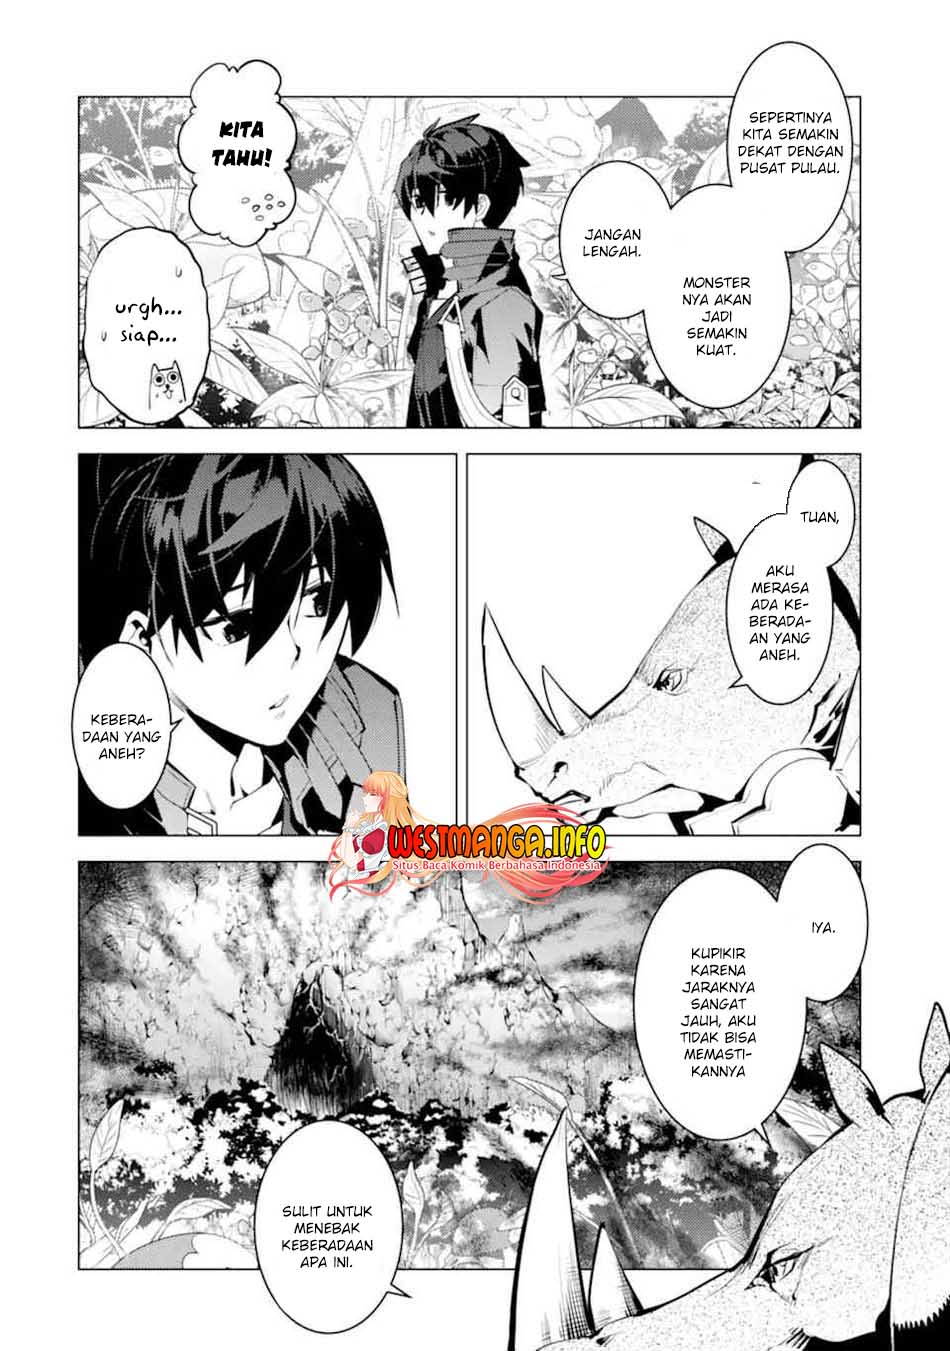 SEPERTINYA
KITA SEMAKIN
DEKAT DENGAN
PUSAT PULAU.
JANGAN
LENGAH.
MONSTER
NYA AKAN
JADI
SEMAKIN
KUAT.
KITA
TAHU!
urgh...
siap...
TUAN,
AKU
MERASA
ADA KE-
BERADA-
AN YANG
ANEH.
KEBERA-
DAAN YANG
ANEH?
WESTMANGA.INFO
Situs Baca Komik Berbahasa Indonesia
IYA.
KUPIKIR
KARENA
JARAKNYA
SANGAT
JAUH, AKU
TIDAK BISA
MEMASTI-
KANNYA
SULIT UNTUK
MENEBAK
KEBERADAAN
APA INI.